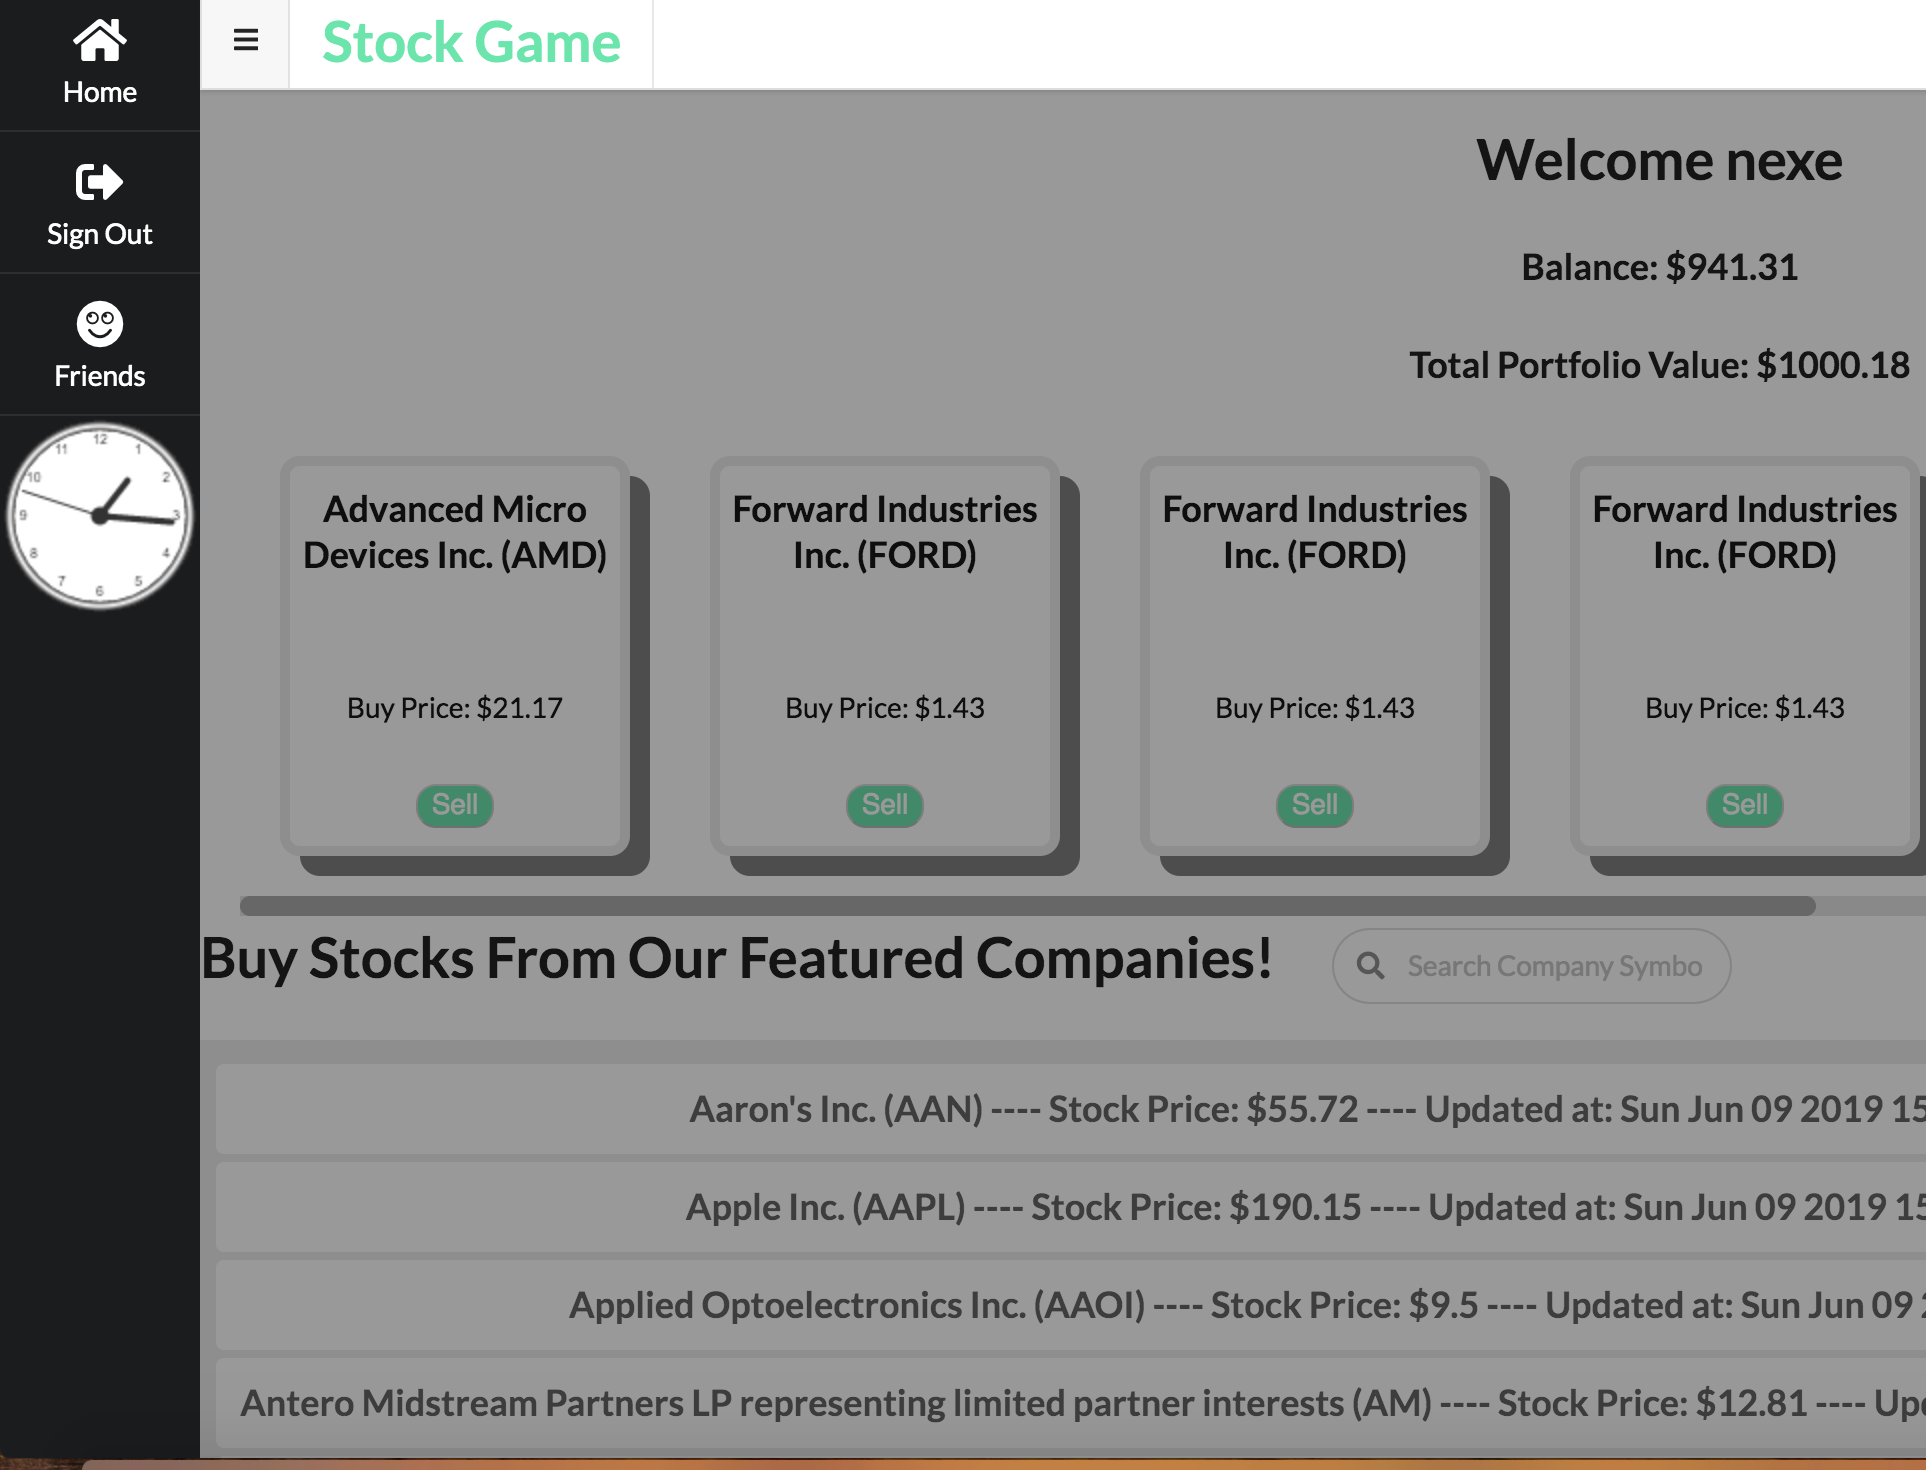 Home
Sign Out
Friends
12
1
2
3
4
5
6
7
8
9
10
11
Stock Game
Welcome nexe
Balance: $941.31
Total Portfolio Value: $1000.18
Advanced Micro
Devices Inc. (AMD)
Buy Price: $21.17
Sell
Forward Industries
Inc. (FORD)
Buy Price: $1.43
Sell
Forward Industries
Inc. (FORD)
Buy Price: $1.43
Sell
Forward Industries
Inc. (FORD)
Buy Price: $1.43
Sell
Buy Stocks From Our Featured Companies!
Search Company Symbo
Aaron's Inc. (AAN) ---- Stock Price: $55.72 ---- Updated at: Sun Jun 09 2019 15
Apple Inc. (AAPL) ---- Stock Price: $190.15 ---- Updated at: Sun Jun 09 2019 15
Applied Optoelectronics Inc. (AAOI) ---- Stock Price: $9.5 ---- Updated at: Sun Jun 09
Antero Midstream Partners LP representing limited partner interests (AM) ---- Stock Price: $12.81 ----